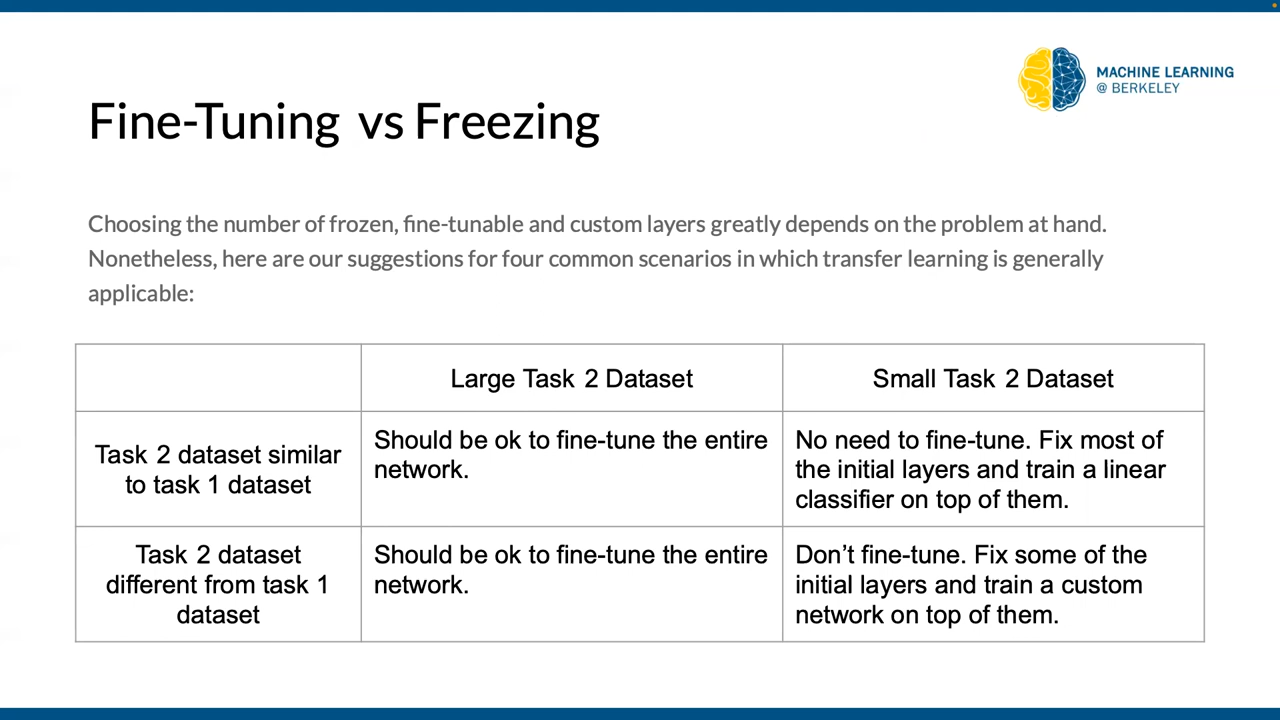 MACHINE LEARNING
@ BERKELEY
Fine-Tuning vs Freezing
Choosing the number of frozen, fine-tunable and custom layers greatly depends on the problem at hand.
Nonetheless, here are our suggestions for four common scenarios in which transfer learning is generally
applicable:
Large Task 2 Dataset
Small Task 2 Dataset
Task 2 dataset similar
to task 1 dataset
Should be ok to fine-tune the entire
network.
No need to fine-tune. Fix most of
the initial layers and train a linear
classifier on top of them.
Task 2 dataset
different from task 1
dataset
Should be ok to fine-tune the entire
network.
Don’t fine-tune. Fix some of the
initial layers and train a custom
network on top of them.